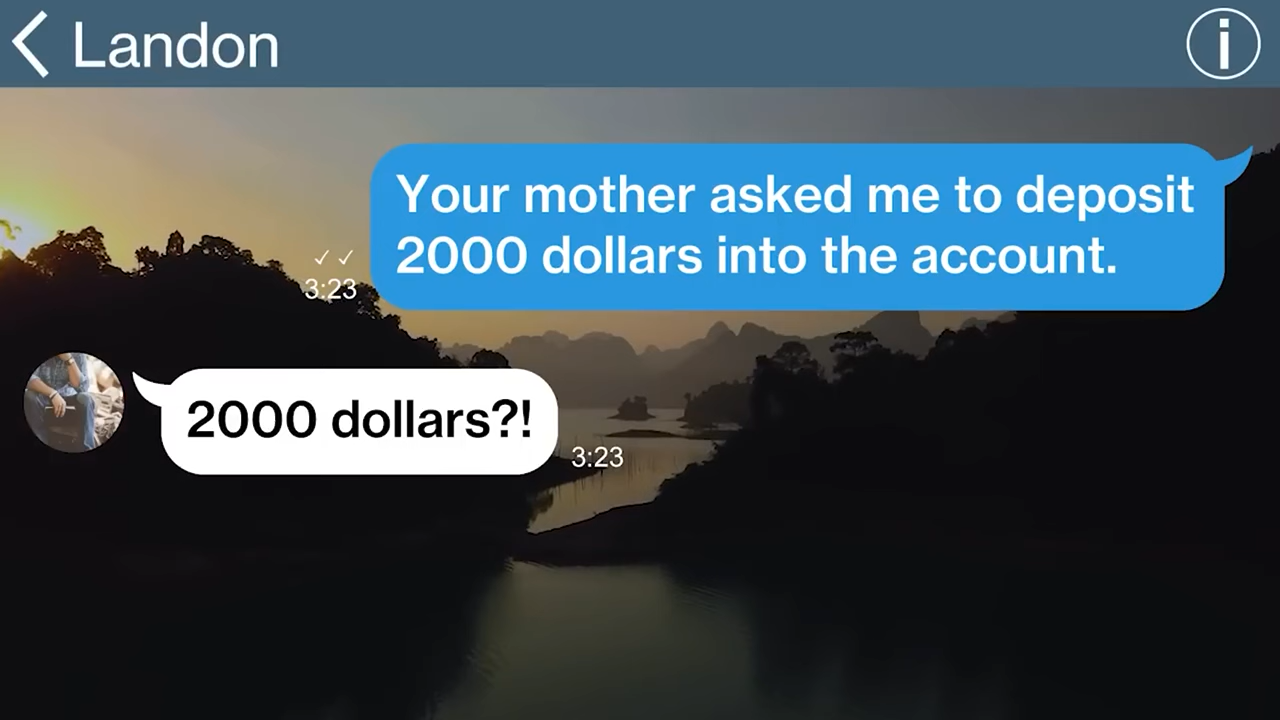 Landon
Your mother asked me to deposit
2000 dollars into the account.
3:23
2000 dollars?!
3:23